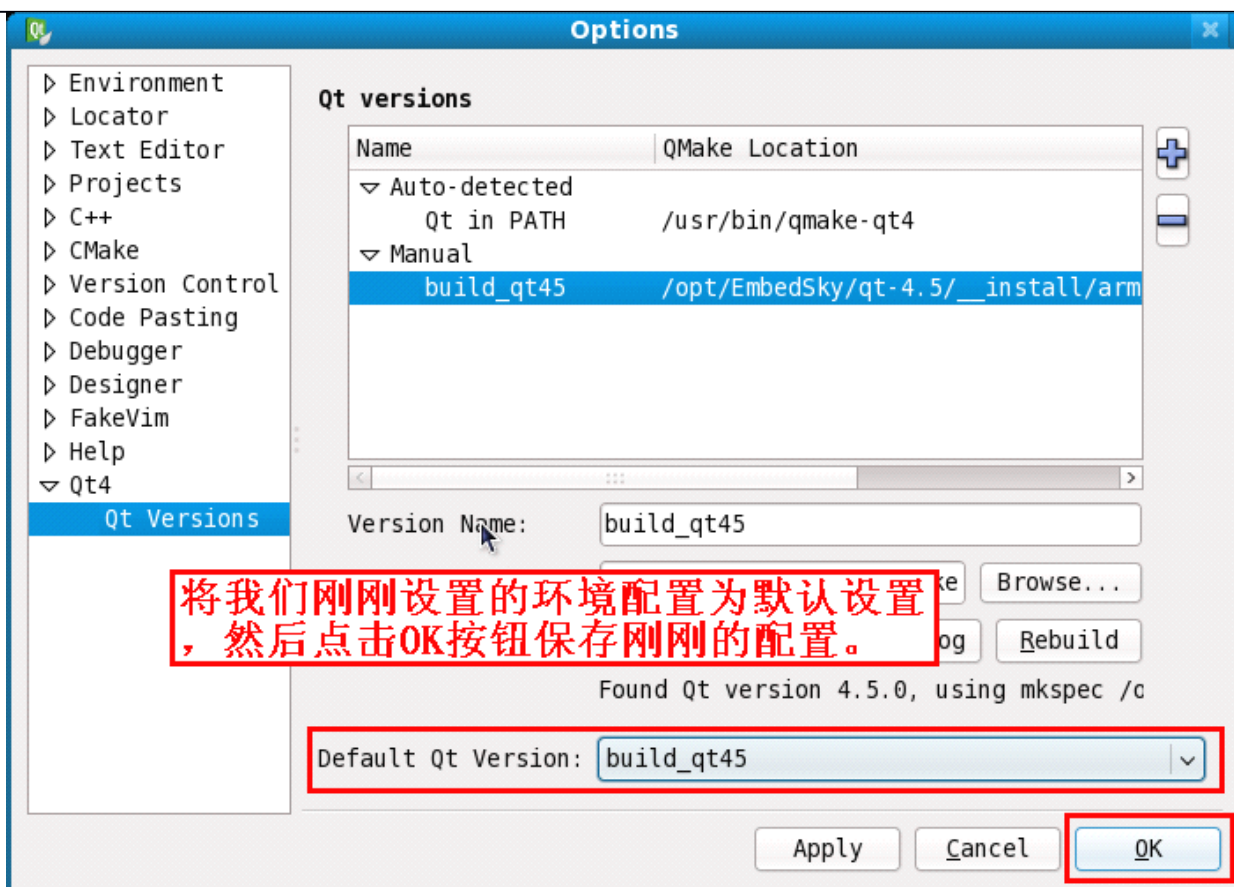 Options
Environment
Locator
Text Editor
Projects
C++
CMake
Version Control
Code Pasting
Debugger
Designer
FakeVim
Help
Qt4
Qt Versions
Qt versions
Name QMake Location
Auto-detected
Qt in PATH /usr/bin/qmake-qt4
Manual
build_qt45 /opt/EmbedSky/qt-4.5/__install/arm
Version Name: build_qt45
Browse...
Rebuild
将我们刚刚设置的环境配置为默认设置
，然后点击OK按钮保存刚刚的配置。
Found Qt version 4.5.0, using mkspec
Default Qt Version: build_qt45
Apply Cancel OK